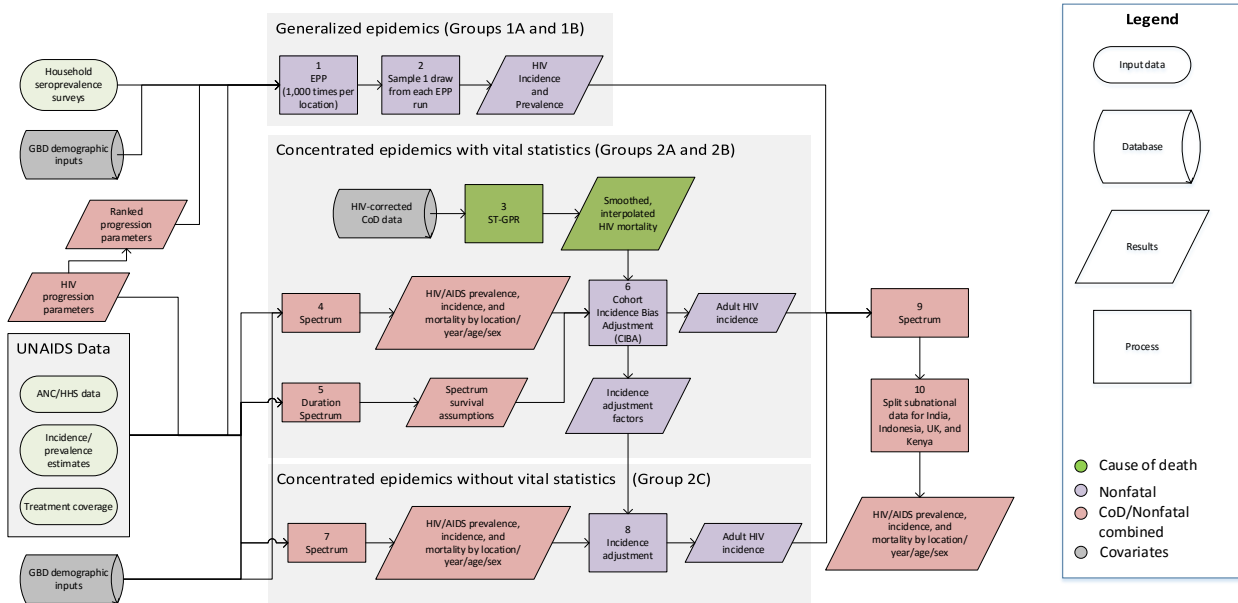 Generalized epidemics (Groups 1A and 1B)
Household
seroprevalence
surveys
1
EPP
(1,000 times per
location)
2
Sample 1 draw
from each EPP
run
HIV
Incidence
and
Prevalence
GBD demographic
inputs
Ranked
progression
parameters
HIV
progression
parameters
UNAIDS Data
ANC/HHS data
Incidence/
prevalence
estimates
Treatment coverage
GBD demographic
inputs
Concentrated epidemics with vital statistics (Groups 2A and 2B)
HIV-corrected
CoD data
3
ST-GPR
Smoothed,
interpolated
HIV mortality
4
Spectrum
HIV/AIDS prevalence,
incidence, and
mortality by location/
year/age/sex
6
Cohort
Incidence Bias
Adjustment
(CIBA)
Adult HIV
incidence
5
Duration
Spectrum
Spectrum
survival
assumptions
Incidence
adjustment
factors
Concentrated epidemics without vital statistics (Group 2C)
7
Spectrum
HIV/AIDS prevalence,
incidence, and
mortality by location/
year/age/sex
8
Incidence
adjustment
Adult HIV
incidence
9
Spectrum
10
Split subnational
data for India,
Indonesia, UK, and
Kenya
HIV/AIDS prevalence,
incidence, and
mortality by location/
year/age/sex
Legend
Input data
Database
Results
Process
Cause of death
Nonfatal
CoD/Nonfatal
combined
Covariates